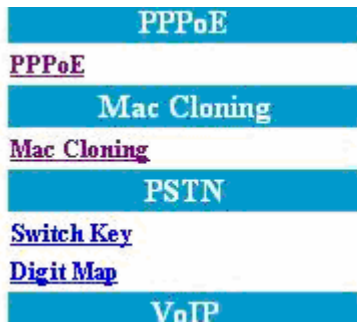 PPPoE
PPPoE
Mac Cloning
Mac Cloning
PSTN
Switch Key
Digit Map
VoIP